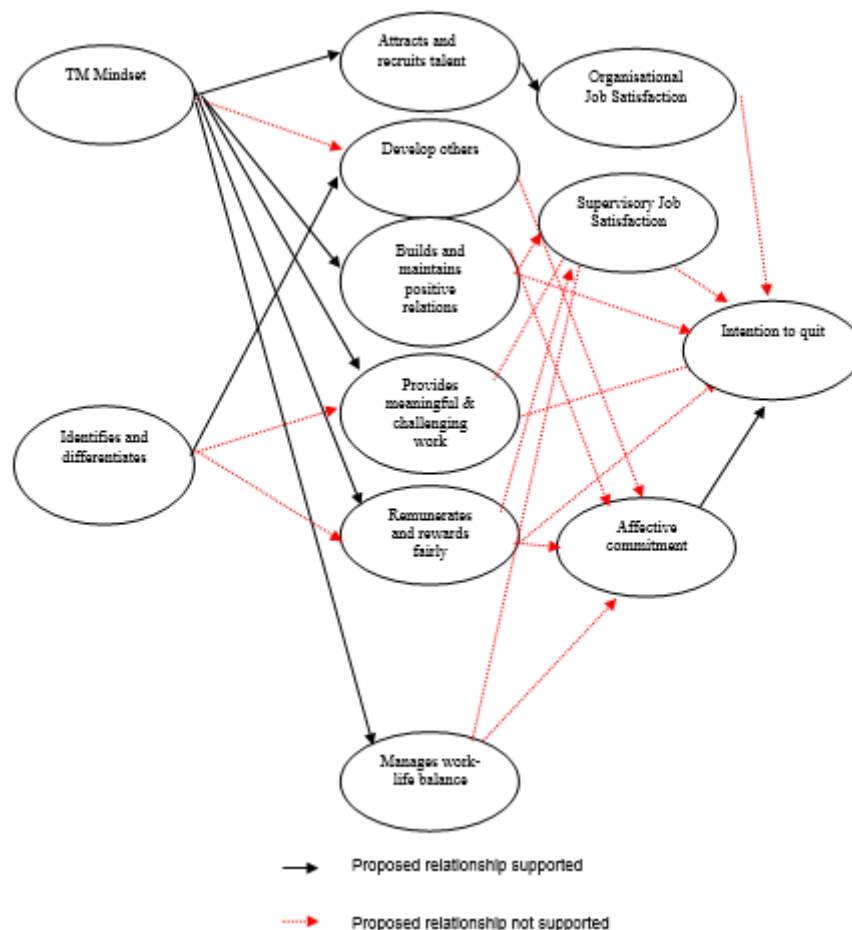 Attracts and
recruits talent
TM Mindset
Organisational
Job Satisfaction
Develop others
Supervisory Job
Satisfaction
Builds and
maintains
positive
relations
Intention to quit
Provides
meaningful &
challenging
work
Identifies and
differentiates
Remunerates
and rewards
fairly
Affective
commitment
Manages work-
life balance
Proposed relationship supported
Proposed relationship not supported